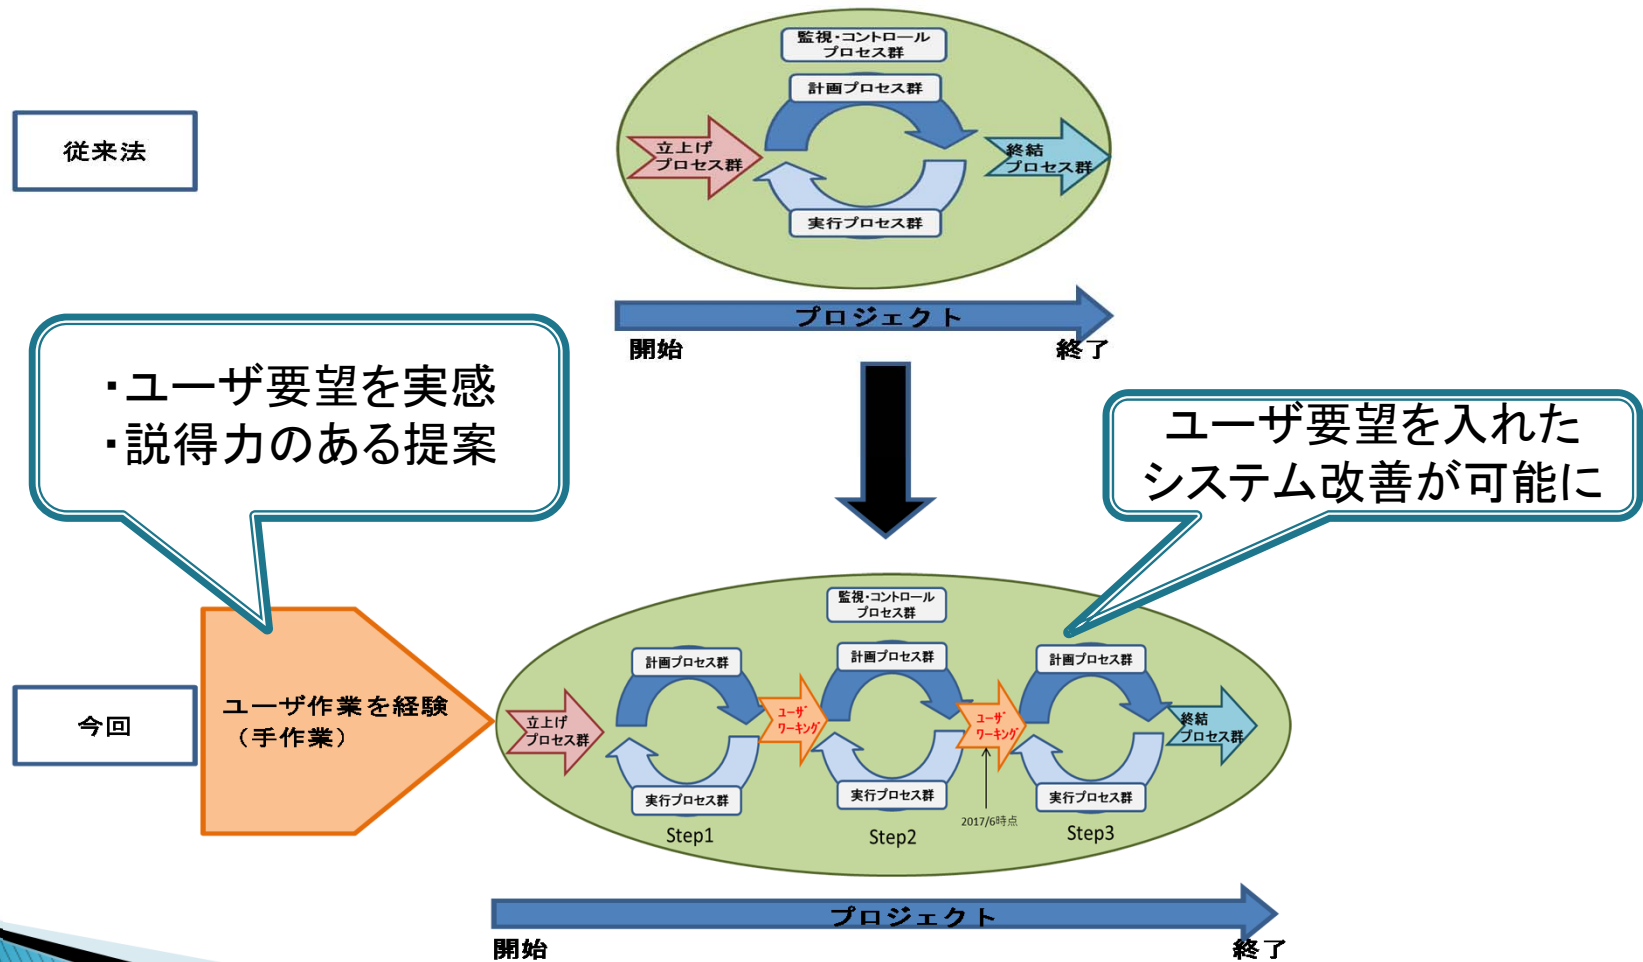 監視・コントロール
プロセス群
計画プロセス群
従来法
立上げ
プロセス群
終結
プロセス群
実行プロセス群
プロジェクト
開始
終了
・ユーザ要望を実感
・説得力のある提案
ユーザ要望を入れた
システム改善が可能に
監視・コントロール
プロセス群
計画プロセス群
計画プロセス群
計画プロセス群
今回
ユーザ作業を経験
（手作業）
立上げ
プロセス群
ユーザ
ワーキング
ユーザ
ワーキング
終結
プロセス群
実行プロセス群
実行プロセス群
実行プロセス群
2017/6時点
Step1
Step2
Step3
プロジェクト
開始
終了